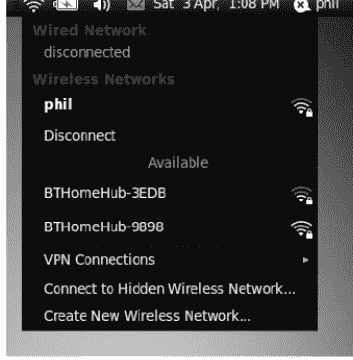 Sat 3 Apr, 1:08 PM phil
Wired Network
disconnected
Wireless Networks
phil
Disconnect
Available
BTHomeHub-3EDB
BTHomeHub-9898
VPN Connections
Connect to Hidden Wireless Network...
Create New Wireless Network...